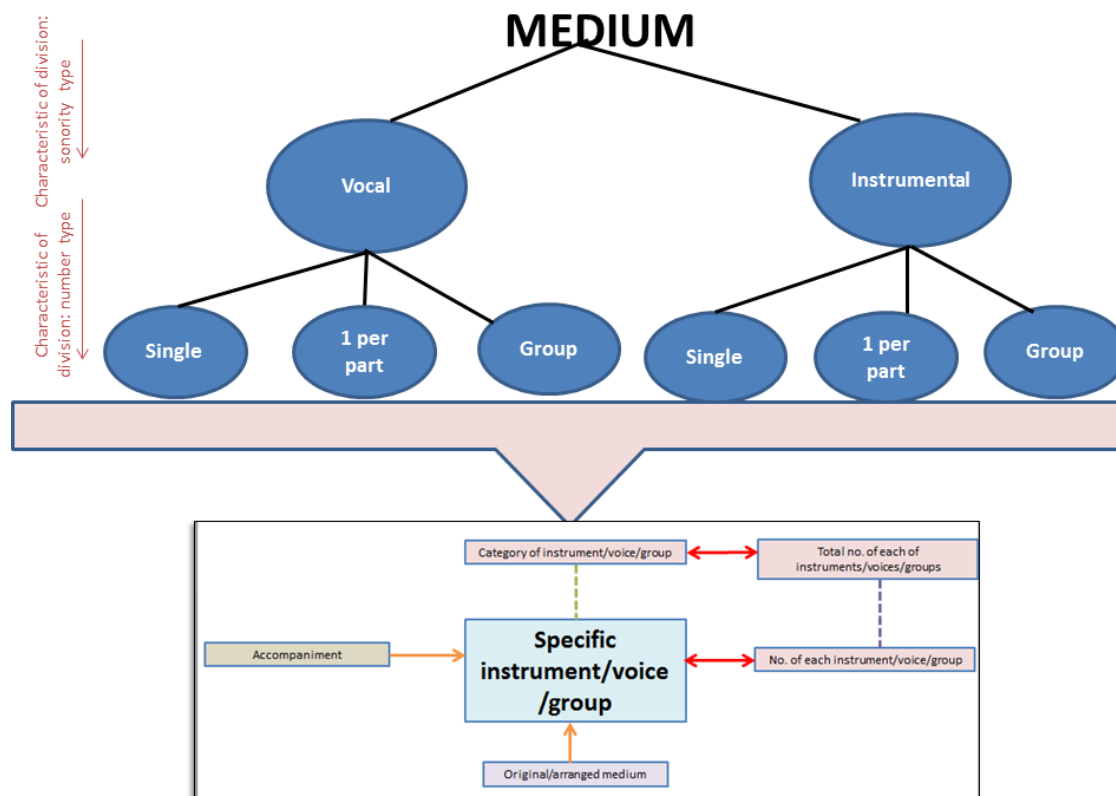 MEDIUM
Characteristic of division:
sonority type
Vocal
Instrumental
Characteristic of
division: number type
Single
1 per
part
Group
Single
1 per
part
Group
Category of instrument/voice/group
Total no. of each of
instruments/voices/groups
Accompaniment
Specific
instrument/voice
/group
No. of each instrument/voice/group
Original/arranged medium